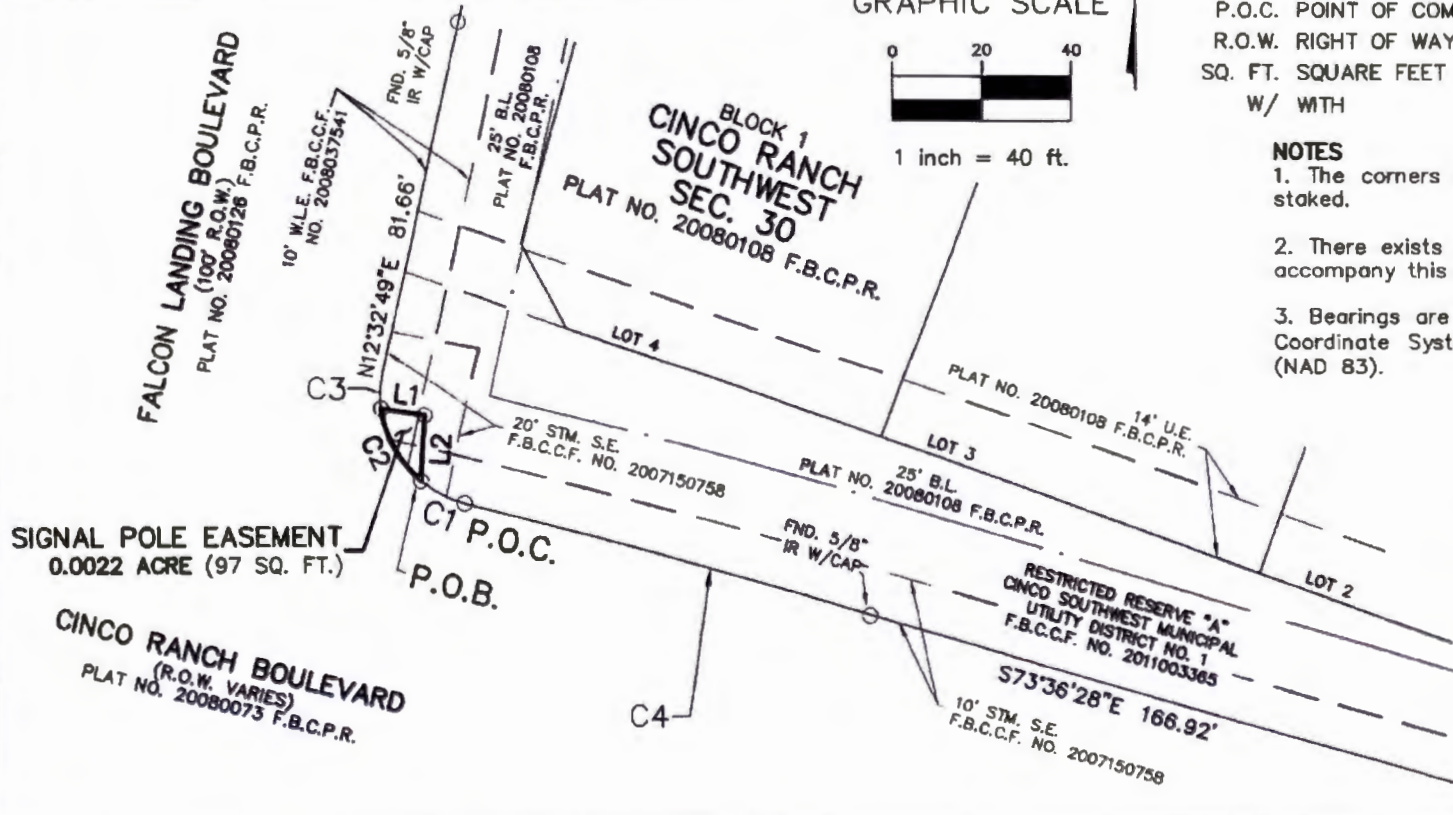 GRAPHIC SCALE
0 20 40
1 inch = 40 ft.
P.O.C. POINT OF COM
R.O.W. RIGHT OF WAY
SQ. FT. SQUARE FEET
W/ WITH
NOTES
1. The corners
staked.
2. There exists
accompany this
3. Bearings are
Coordinate Syst
(NAD 83).
FALCON LANDING BOULEVARD
(100' R.O.W.)
PLAT NO. 20080126 F.B.C.P.R.
10' W.L.E. F.B.C.C.F.
NO. 2008037541
FND. 5/8"
IR W/CAP
N12°32'49"E 81.66'
25' B.L.
PLAT NO. 20080108
F.B.C.P.R.
BLOCK 1
CINCO RANCH
SOUTHWEST
SEC. 30
PLAT NO. 20080108 F.B.C.P.R.
LOT 4
LOT 3
LOT 2
PLAT NO. 20080108 F.B.C.P.R.
14' U.E.
25' B.L.
PLAT NO. 20080108 F.B.C.P.R.
C3
L1
L2
C2
C1
P.O.C.
P.O.B.
20' STM. S.E.
F.B.C.C.F. NO. 2007150758
SIGNAL POLE EASEMENT
0.0022 ACRE (97 SQ. FT.)
CINCO RANCH BOULEVARD
(R.O.W. VARIES)
PLAT NO. 20080073 F.B.C.P.R.
FND. 5/8"
IR W/CAP
RESTRICTED RESERVE "A"
CINCO SOUTHWEST MUNICIPAL
UTILITY DISTRICT NO. 1
F.B.C.C.F. NO. 2011003365
S73°36'28"E 166.92'
C4
10' STM. S.E.
F.B.C.C.F. NO. 2007150758